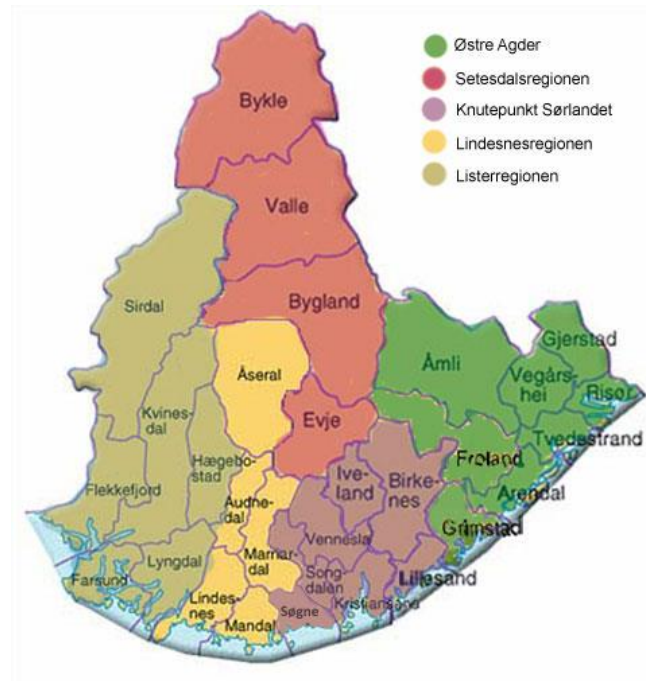 Østre Agder
Setesdalsregionen
Knutepunkt Sørlandet
Lindesnesregionen
Listerregionen
Bykle
Valle
Bygland
Sirdal
Åseral
Evje
Åmli
Gjerstad
Vegårs-
hei
Risør
Tvedestrand
Froland
Arendal
Grimstad
Kvines-
dal
Hægebo-
stad
Flekkefjord
Audne-
dal
Ive-
land
Birke-
nes
Vennesla
Marnar-
dal
Lyngdal
Farsund
Song-
dalen
Lillesand
Lindes-
nes
Mandal
Søgne
Kristiansand